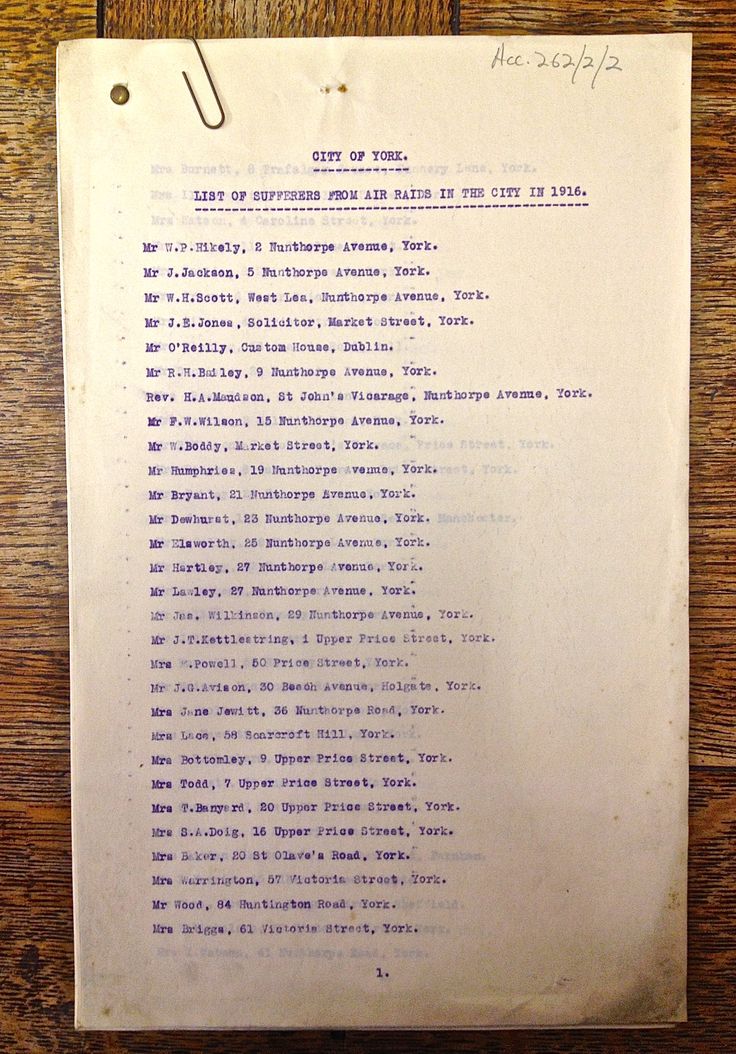 Acc. 262/2/2
CITY OF YORK.
LIST OF SUFFERERS FROM AIR RAIDS IN THE CITY IN 1916.
Mr W.P.Hikely, 2 Nunthorpe Avenue, York.
Mr J.Jackson, 5 Nunthorpe Avenue, York.
Mr W.H.Scott, West Lea, Nunthorpe Avenue, York.
Mr J.E.Jones, Solicitor, Market Street, York.
Mr O'Reilly, Custom House, Dublin.
Mr R.H.Bailey, 9 Nunthorpe Avenue, York.
Rev. H.A.Maudson, St John's Vicarage, Nunthorpe Avenue, York.
Mr F.W.Wilson, 15 Nunthorpe Avenue, York.
Mr W.Boddy, Market Street, York.
Mr Humphries, 19 Nunthorpe Avenue, York.
Mr Bryant, 21 Nunthorpe Avenue, York.
Mr Dewhurst, 23 Nunthorpe Avenue, York.
Mr Elsworth, 25 Nunthorpe Avenue, York.
Mr Hartley, 27 Nunthorpe Avenue, York.
Mr Lawley, 27 Nunthorpe Avenue, York.
Mr Jas. Wilkinson, 29 Nunthorpe Avenue, York.
Mr J.T.Kettlestring, 1 Upper Price Street, York.
Mrs Powell, 50 Price Street, York.
Mr J.G.Avison, 30 Beach Avenue, Holgate, York.
Mrs Jane Jewitt, 36 Nunthorpe Road, York.
Mrs Lace, 58 Scarcroft Hill, York.
Mrs Bottomley, 9 Upper Price Street, York.
Mrs Todd, 7 Upper Price Street, York.
Mrs T.Banyard, 20 Upper Price Street, York.
Mrs S.A.Doig, 16 Upper Price Street, York.
Mrs Baker, 20 St Olave's Road, York.
Mrs Warrington, 57 Victoria Street, York.
Mr Wood, 84 Huntington Road, York.
Mrs Briggs, 61 Victoria Street, York.
1.